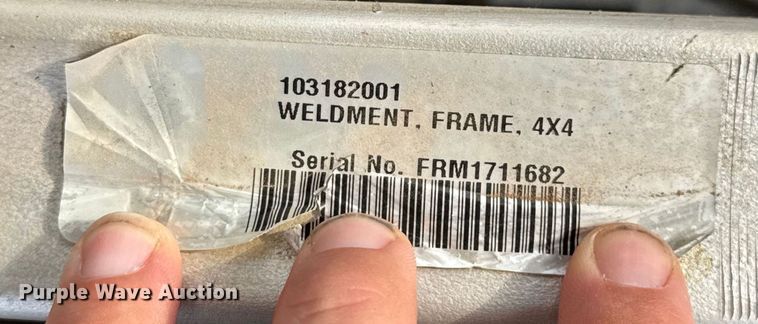 103182001
WELDMENT, FRAME, 4X4
Serial No. FRM1711682
Purple Wave Auction